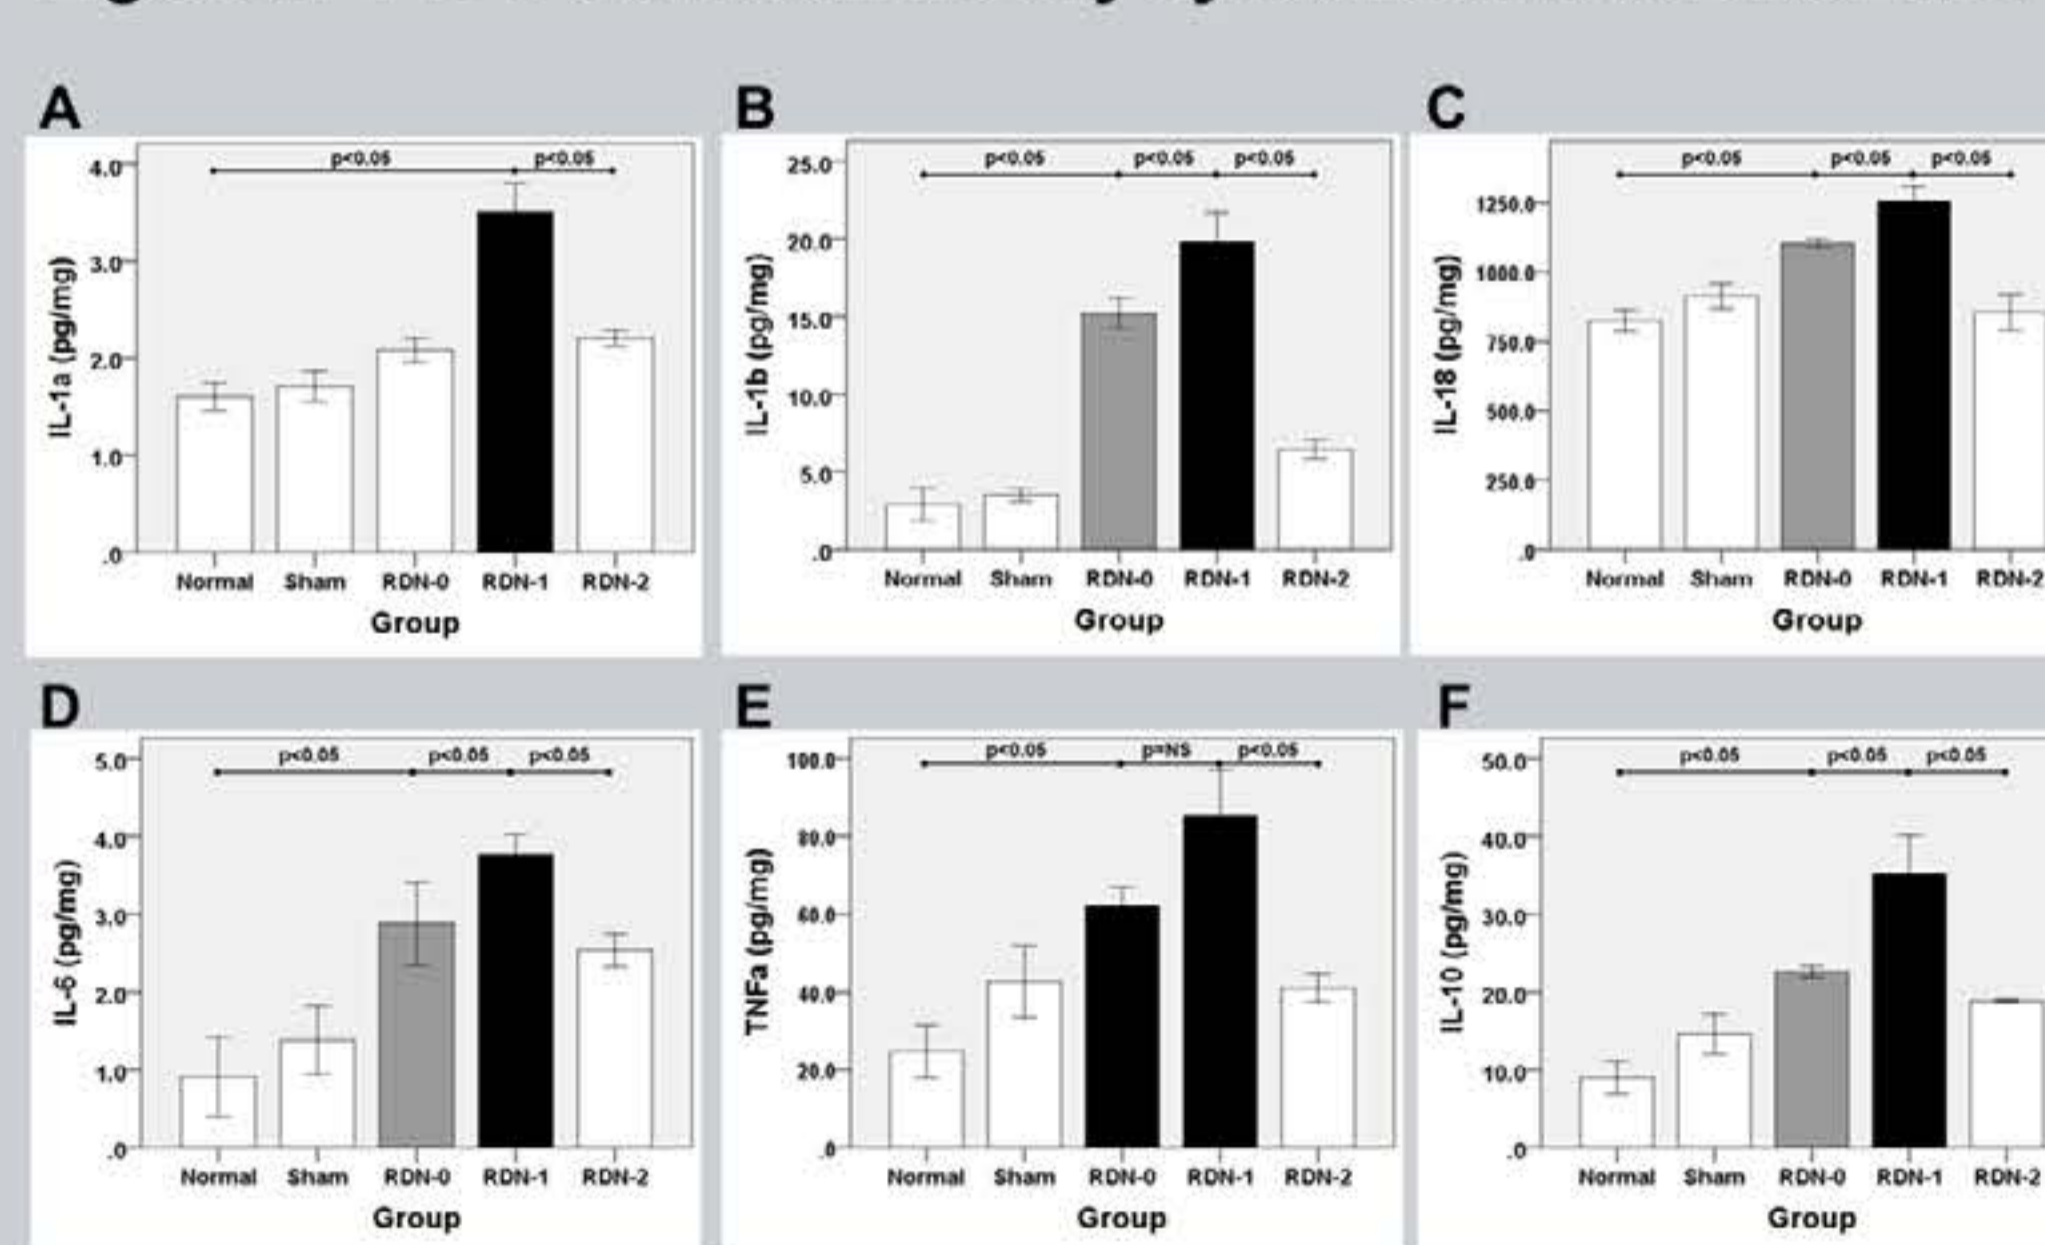 A
p<0.05 p<0.05
4.0
3.0
2.0
1.0
.0
IL-1a (pg/mg)
Normal Sham RDN-0 RDN-1 RDN-2
Group
B
p<0.05 p<0.05 p<0.05
25.0
20.0
15.0
10.0
5.0
.0
IL-1b (pg/mg)
Normal Sham RDN-0 RDN-1 RDN-2
Group
C
p<0.05 p<0.05 p<0.05
1250.0
1000.0
750.0
500.0
250.0
.0
IL-18 (pg/mg)
Normal Sham RDN-0 RDN-1 RDN-2
Group
D
p<0.05 p<0.05 p<0.05
5.0
4.0
3.0
2.0
1.0
.0
IL-6 (pg/mg)
Normal Sham RDN-0 RDN-1 RDN-2
Group
E
p<0.05 p=NS p<0.05
100.0
80.0
60.0
40.0
20.0
.0
TNFa (pg/mg)
Normal Sham RDN-0 RDN-1 RDN-2
Group
F
p<0.05 p<0.05 p<0.05
50.0
40.0
30.0
20.0
10.0
.0
IL-10 (pg/mg)
Normal Sham RDN-0 RDN-1 RDN-2
Group